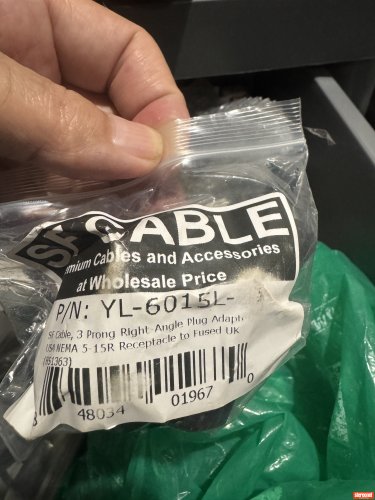 SF CABLE
Premium Cables and Accessories
at Wholesale Price
P/N: YL-6015L-
SF Cable, 3 Prong Right-Angle Plug Adapt
USA NEMA 5-15R Receptacle to Fused UK
48034 01967 0